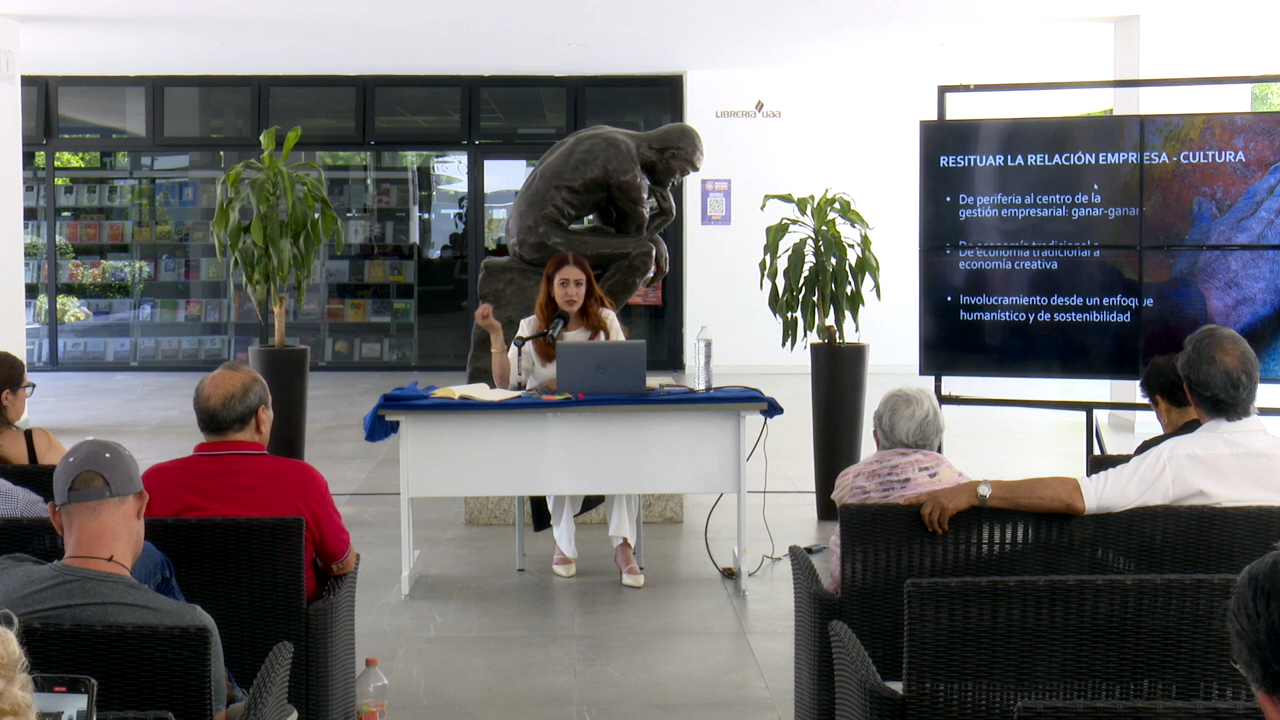 LIBRERÍA UAA
RESITUAR LA RELACIÓN EMPRESA - CULTURA
• De periferia al centro de la
gestión empresarial: ganar-ganar
• De economía tradicional a
economía creativa
• Involucramiento desde un enfoque
humanístico y de sostenibilidad
DELL